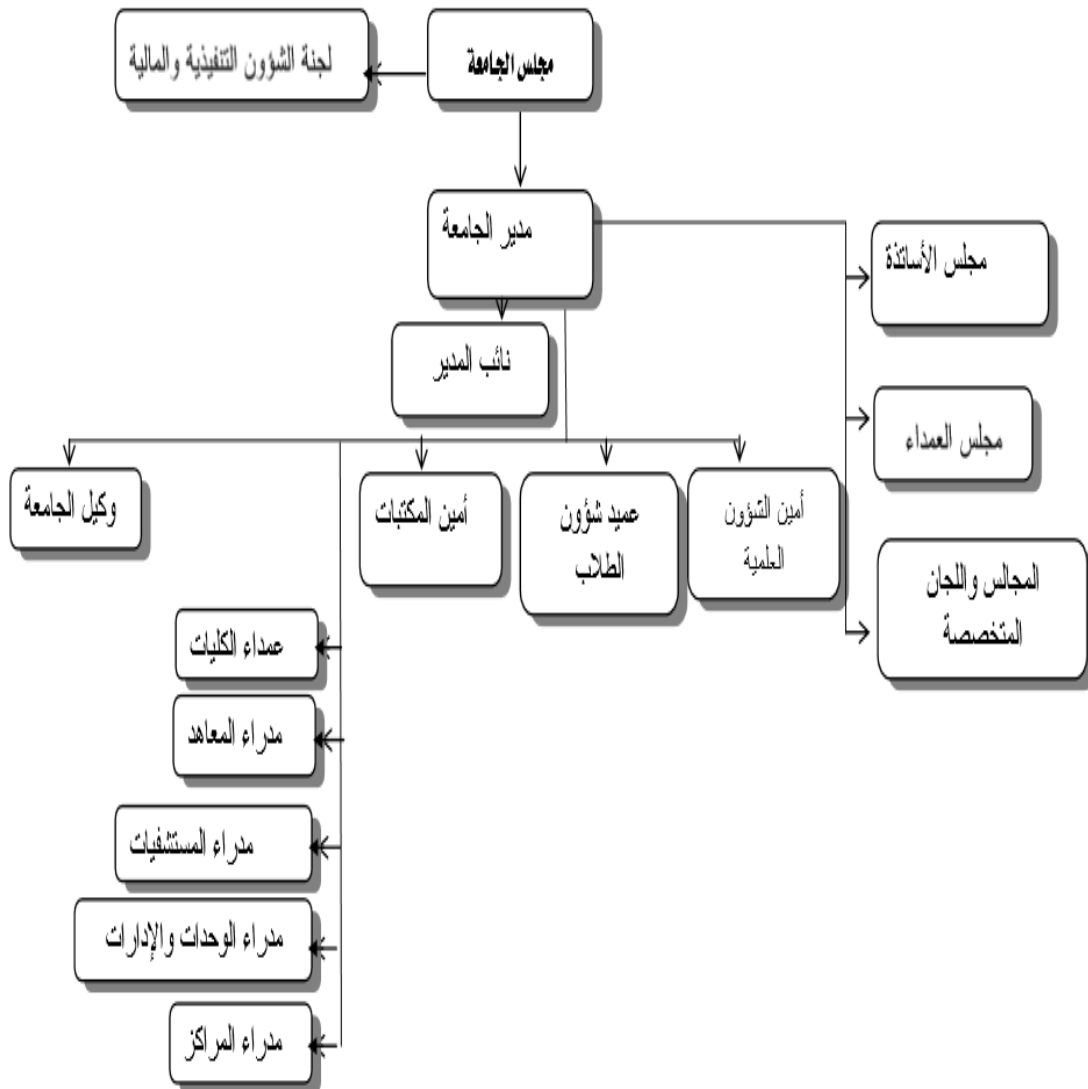 مجلس الجامعة
لجنة الشؤون التنفيذية والمالية
مدير الجامعة
مجلس الأساتذة
نائب المدير
مجلس العمداء
أمين الشؤون
العلمية
عميد شؤون
الطلاب
أمين المكتبات
وكيل الجامعة
المجالس واللجان
المتخصصة
عمداء الكليات
مدراء المعاهد
مدراء المستشفيات
مدراء الوحدات والإدارات
مدراء المراكز